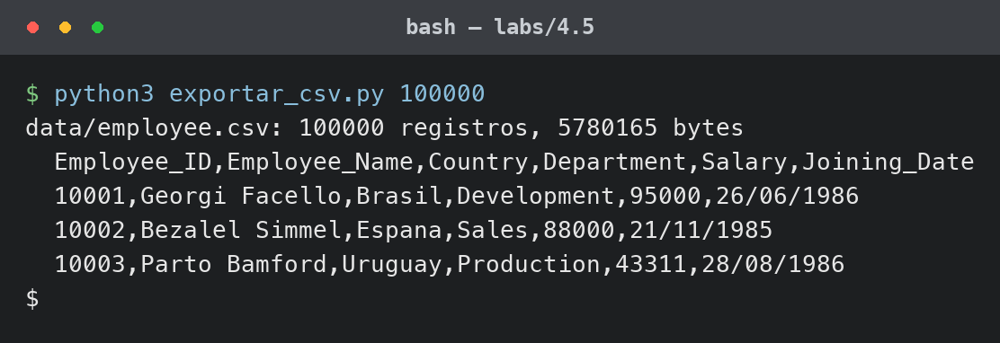 bash — labs/4.5
$ python3 exportar_csv.py 100000
data/employee.csv: 100000 registros, 5780165 bytes
  Employee_ID,Employee_Name,Country,Department,Salary,Joining_Date
  10001,Georgi Facello,Brasil,Development,95000,26/06/1986
  10002,Bezalel Simmel,Espana,Sales,88000,21/11/1985
  10003,Parto Bamford,Uruguay,Production,43311,28/08/1986
$